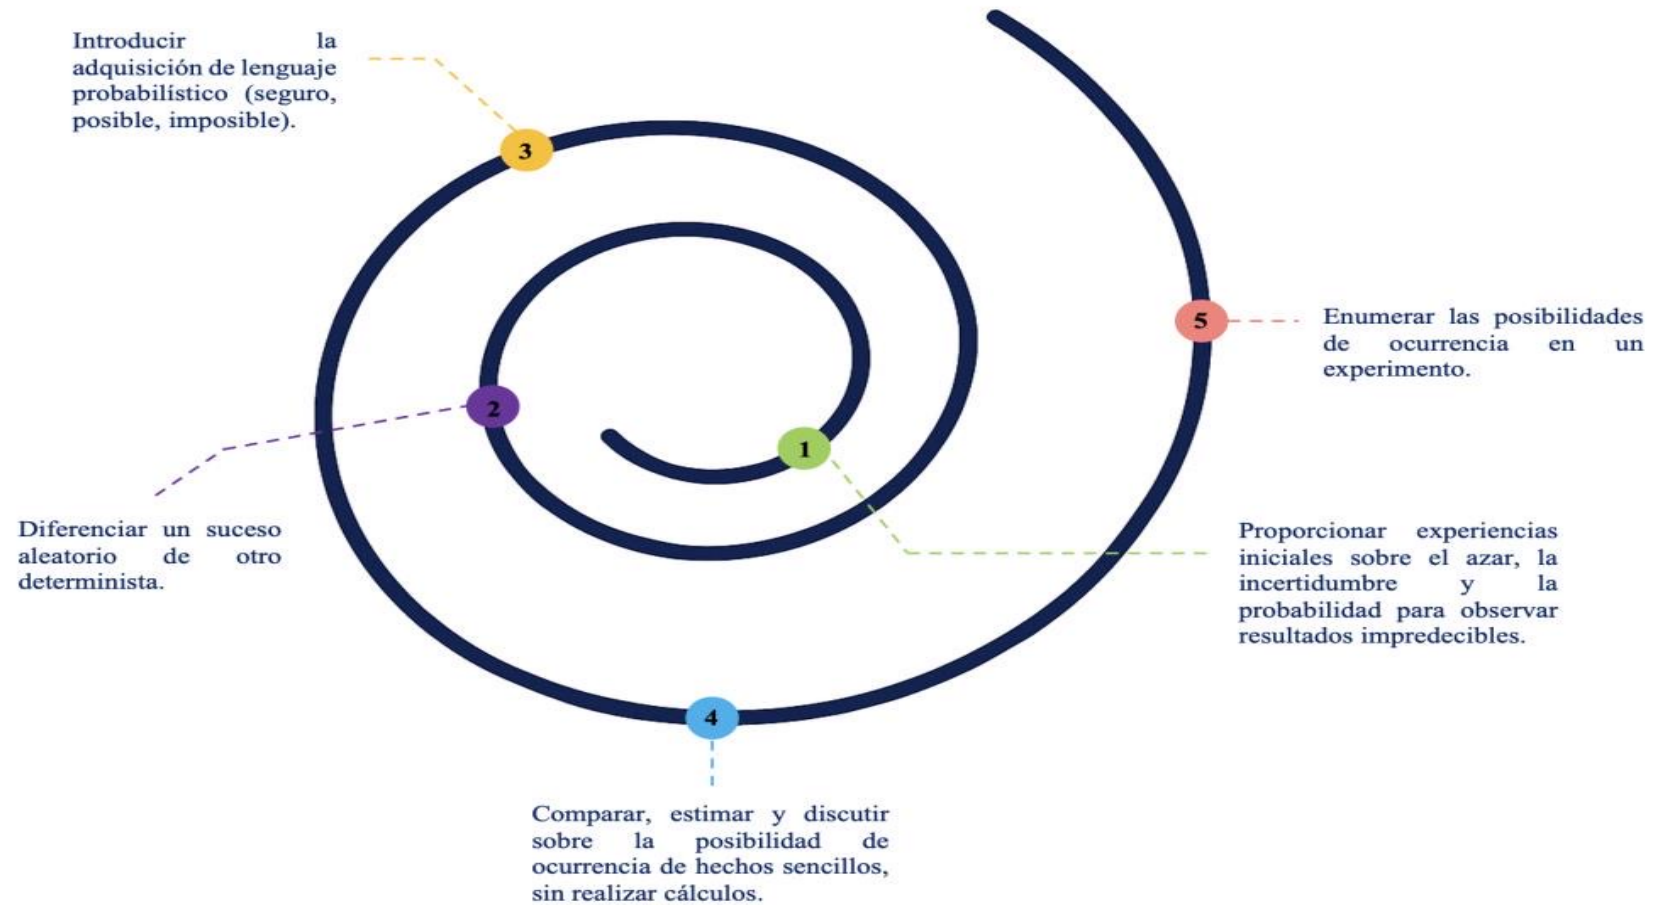 Introducir la
adquisición de lenguaje
probabilístico (seguro,
posible, imposible).
3
5
Enumerar las posibilidades
de ocurrencia en un
experimento.
2
1
Diferenciar un suceso
aleatorio de otro
determinista.
Proporcionar experiencias
iniciales sobre el azar, la
incertidumbre y la
probabilidad para observar
resultados impredecibles.
4
Comparar, estimar y discutir
sobre la posibilidad de
ocurrencia de hechos sencillos,
sin realizar cálculos.